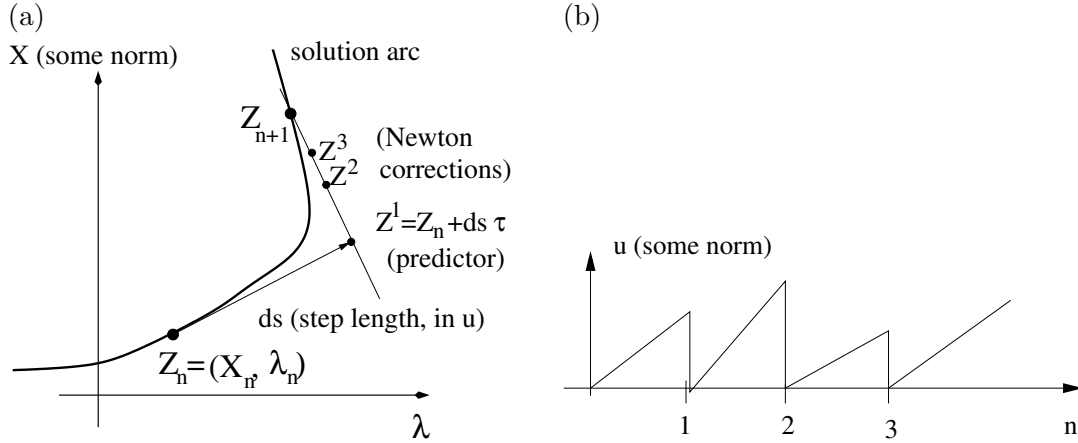 (a)
X (some norm)
solution arc
Z_{n+1}
Z^3
Z^2
(Newton
corrections)
Z^1=Z_n+ds τ
(predictor)
ds (step length, in u)
Z_n=(X_n, λ_n)
λ
(b)
u (some norm)
1
2
3
n